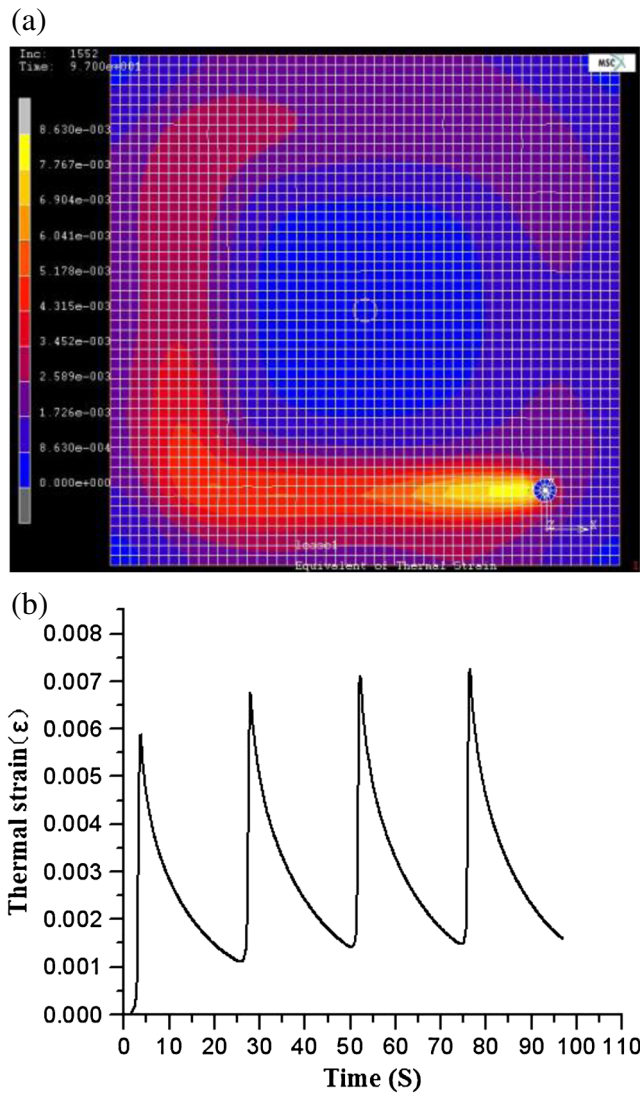 (a)
Inc: 1552
Time: 9.700e+001
MSC
8.630e-003
7.767e-003
6.904e-003
6.041e-003
5.178e-003
4.315e-003
3.452e-003
2.589e-003
1.726e-003
8.630e-004
0.000e+000
Z X
lcase1
Equivalent of Thermal Strain
1
(b)
Thermal strain(ε)
0.008
0.007
0.006
0.005
0.004
0.003
0.002
0.001
0.000
0 10 20 30 40 50 60 70 80 90 100 110
Time (S)